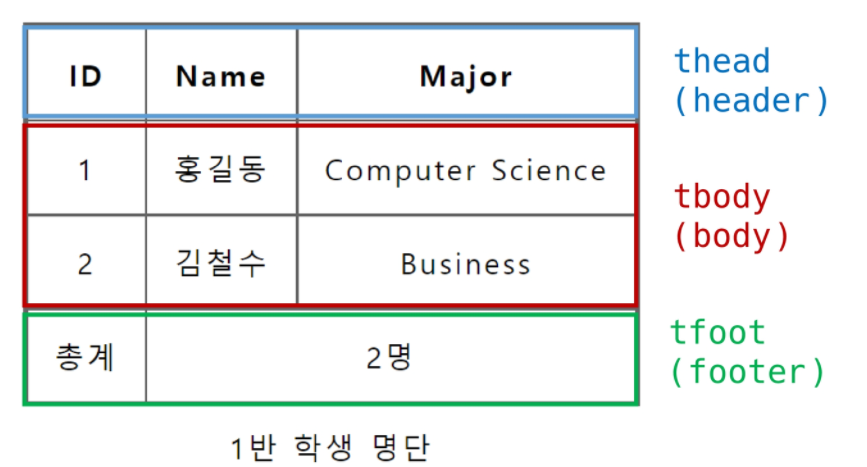 ID Name Major
thead
(header)
1 홍길동 Computer Science
tbody
(body)
2 김철수 Business
tfoot
(footer)
총계 2명
1반 학생 명단